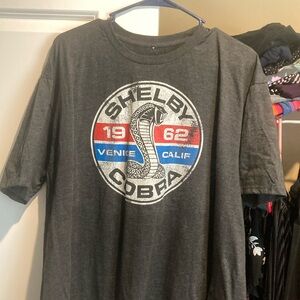 SHELBY
19 62
VENICE CALIF
COBRA